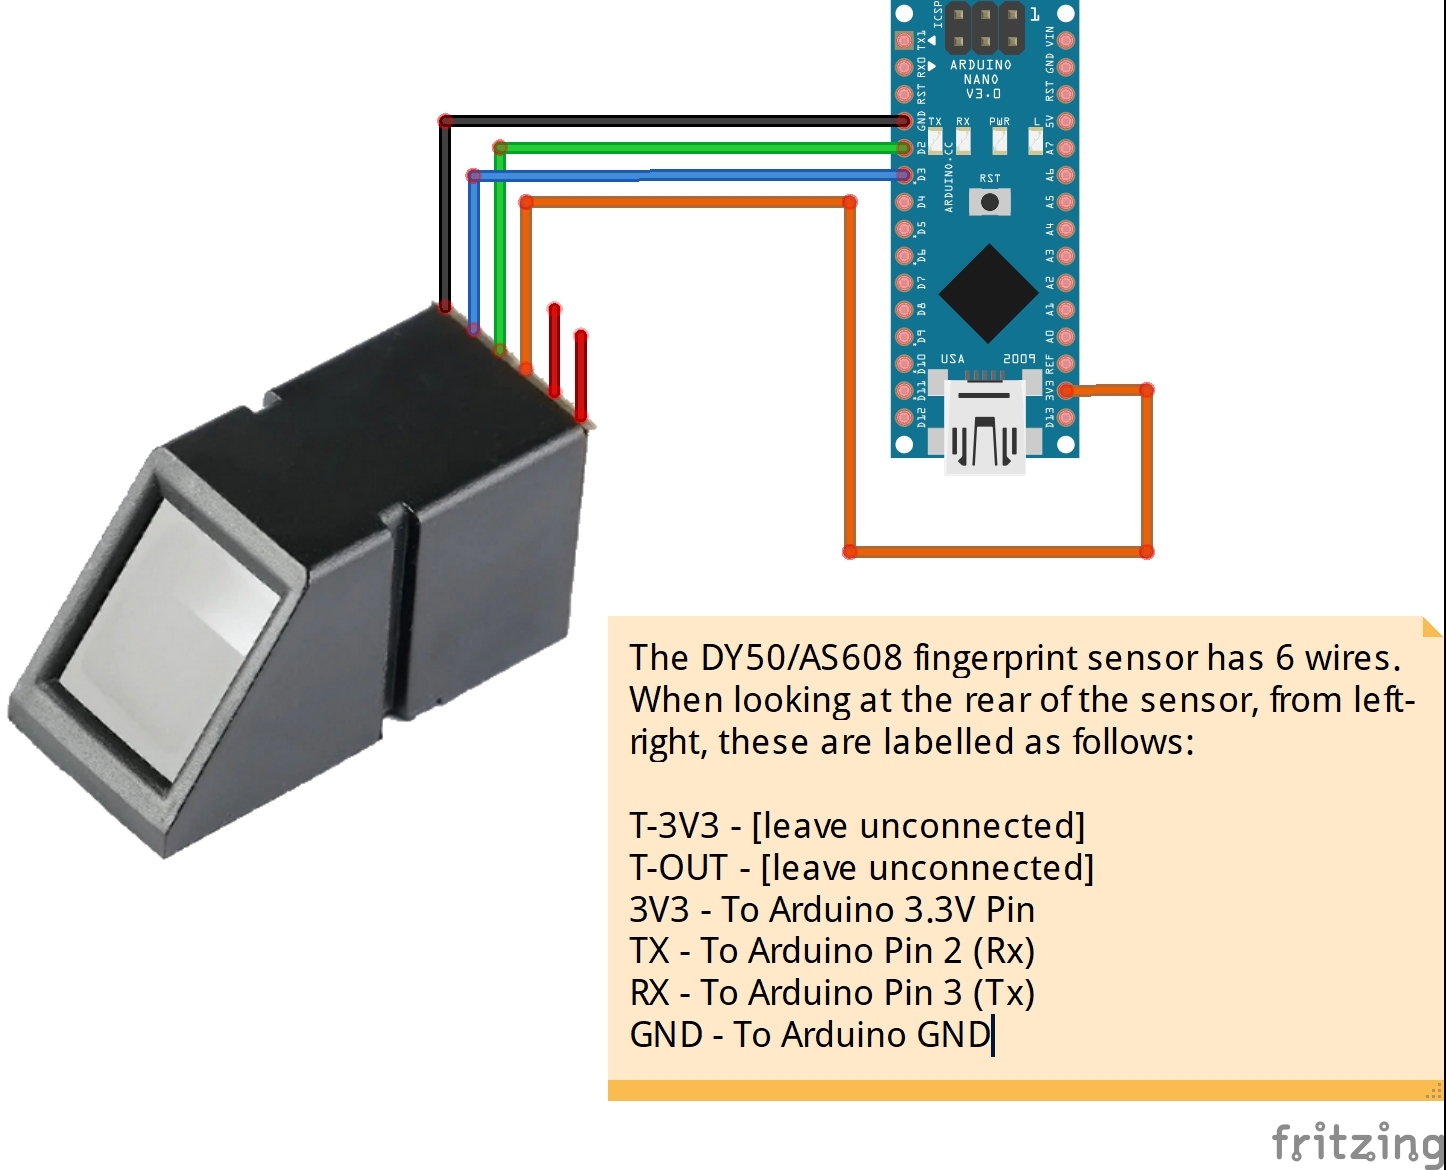 ICSP
1
TX1
RX0
RST
GND
D2
D3
D4
D5
D6
D7
D8
D9
D10
D11
D12
ARDUINO
NANO
V3.0
TX RX PWR L
ARDUINO.CC
RST
USA 2009
VIN
GND
RST
5V
A7
A6
A5
A4
A3
A2
A1
A0
REF
3V3
D13
The DY50/AS608 fingerprint sensor has 6 wires.
When looking at the rear of the sensor, from left-
right, these are labelled as follows:
T-3V3 - [leave unconnected]
T-OUT - [leave unconnected]
3V3 - To Arduino 3.3V Pin
TX - To Arduino Pin 2 (Rx)
RX - To Arduino Pin 3 (Tx)
GND - To Arduino GND
fritzing